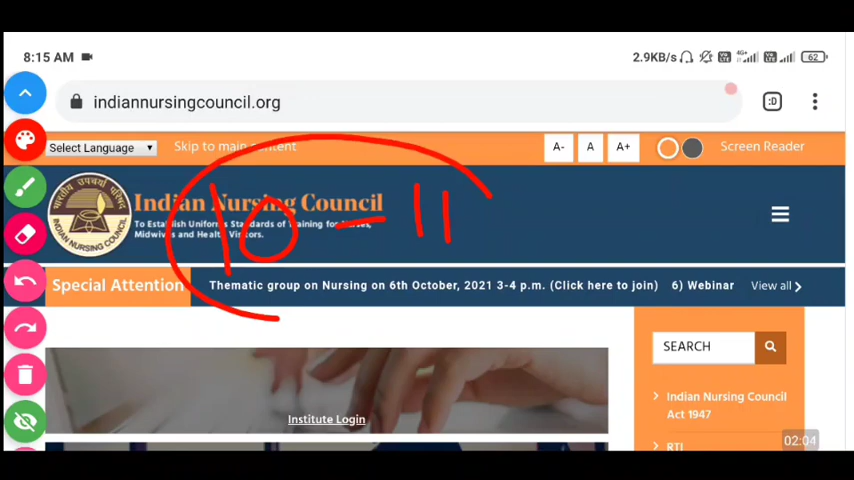 8:15 AM
2.9KB/s 4G+ 62
indiannursingcouncil.org
:D
Select Language
Skip to main content
A- A A+
Screen Reader
Indian Nursing Council
To Establish Uniform Standards of Training for Nurses,
Midwives and Health Visitors.
10 - 11
Special Attention
Thematic group on Nursing on 6th October, 2021 3-4 p.m. (Click here to join) 6) Webinar
View all
SEARCH
Institute Login
Indian Nursing Council
Act 1947
RTI
02:04